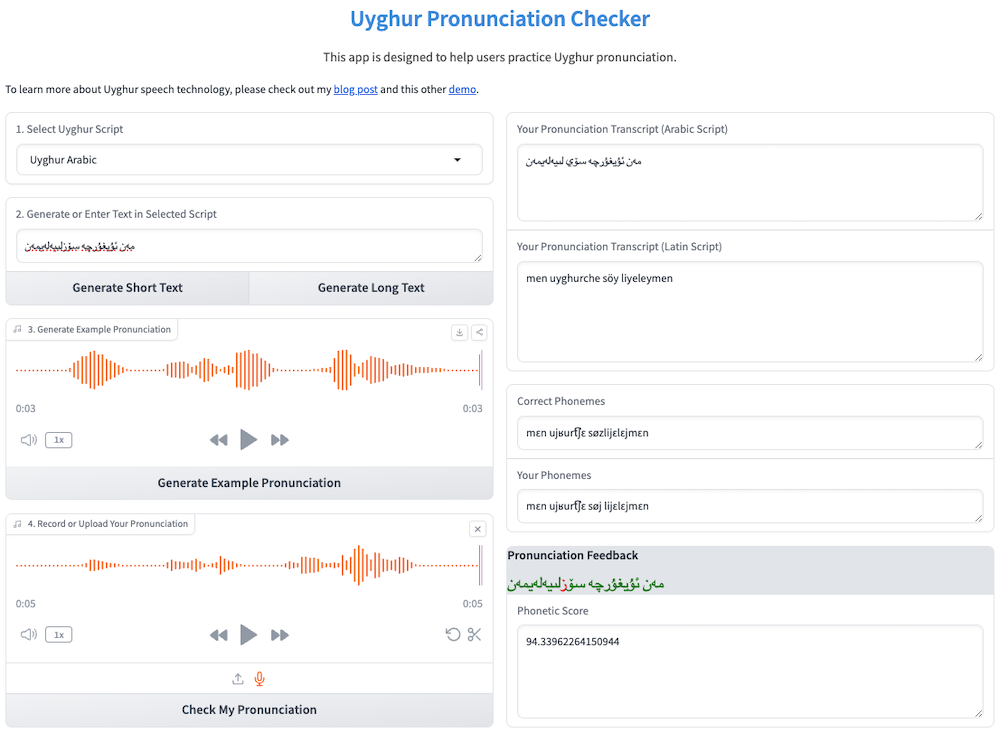 Uyghur Pronunciation Checker
This app is designed to help users practice Uyghur pronunciation.
To learn more about Uyghur speech technology, please check out my blog post and this other demo.
1. Select Uyghur Script
Uyghur Arabic
2. Generate or Enter Text in Selected Script
مەن ئۇيغۇرچە سۆزلىيەلەيمەن
Generate Short Text
Generate Long Text
3. Generate Example Pronunciation
0:03
0:03
1x
Generate Example Pronunciation
4. Record or Upload Your Pronunciation
0:05
0:05
1x
Check My Pronunciation
Your Pronunciation Transcript (Arabic Script)
مەن ئۇيغۇرچە سۆي لىيەلەيمەن
Your Pronunciation Transcript (Latin Script)
men uyghurche söy liyeleymen
Correct Phonemes
mɛn ujʁurt͡ʃɛ søzlijɛlɛjmɛn
Your Phonemes
mɛn ujʁurt͡ʃɛ søj lijɛlɛjmɛn
Pronunciation Feedback
مەن ئۇيغۇرچە سۆزلىيەلەيمەن
Phonetic Score
94.33962264150944